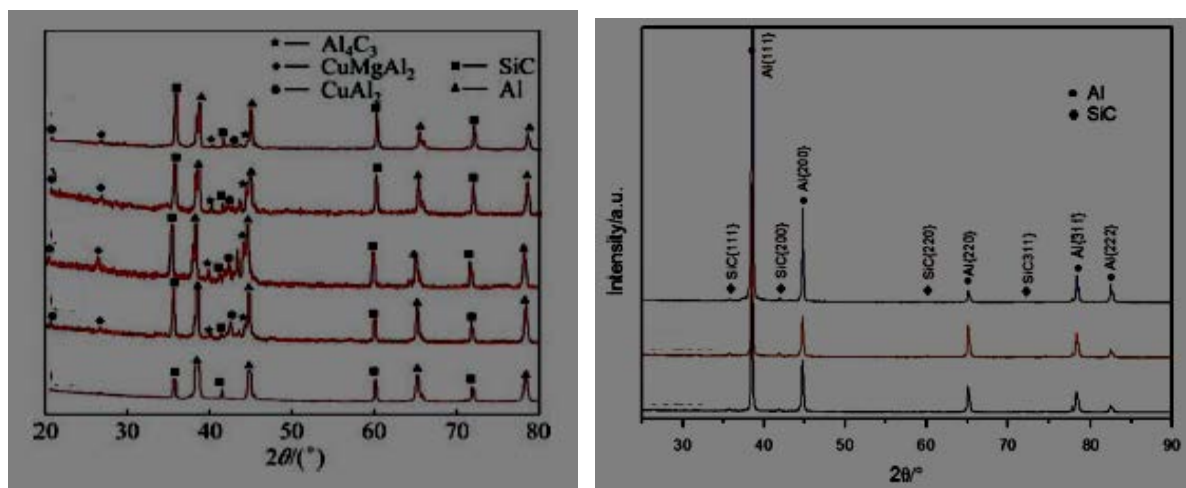 ★— Al₄C₃
◆— CuMgAl₂ ■— SiC
●— CuAl₂ ▲— Al
20 30 40 50 60 70 80
2θ/(°)
Al{111}
● Al
◆ SiC
Al{200}
SiC{111}
SiC{200}
SiC{220}
Al{220}
SiC311}
Al{311}
Al{222}
Intensity/a.u.
30 40 50 60 70 80 90
2θ/°